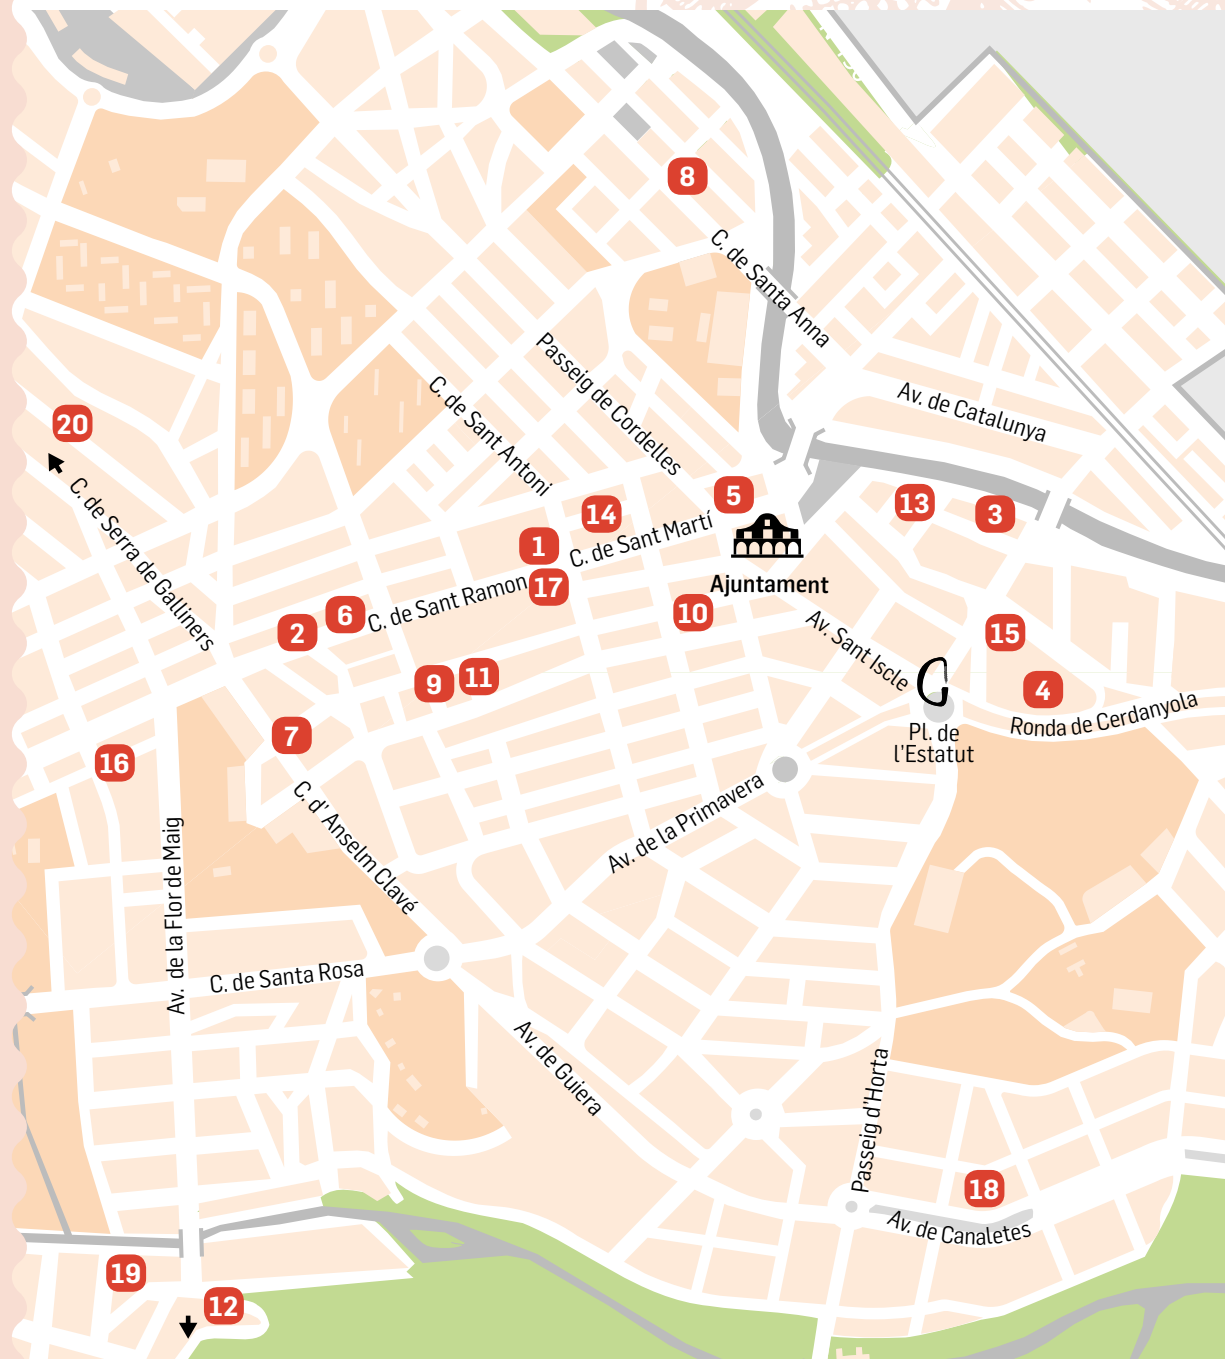 N-150
8
C. de Santa Anna
Passeig de Cordelles
C. de Sant Antoni
Av. de Catalunya
20
C. de Serra de Galliners
5
13
3
14
1
C. de Sant Martí
17
C. de Sant Ramon
Ajuntament
6
2
10
Av. Sant Iscle
15
9
11
4
Ronda de Cerdanyola
Pl. de
l'Estatut
7
16
C. d' Anselm Clavé
Av. de la Primavera
Av. de la Flor de Maig
C. de Santa Rosa
Av. de Guiera
Passeig d'Horta
18
Av. de Canaletes
19
12